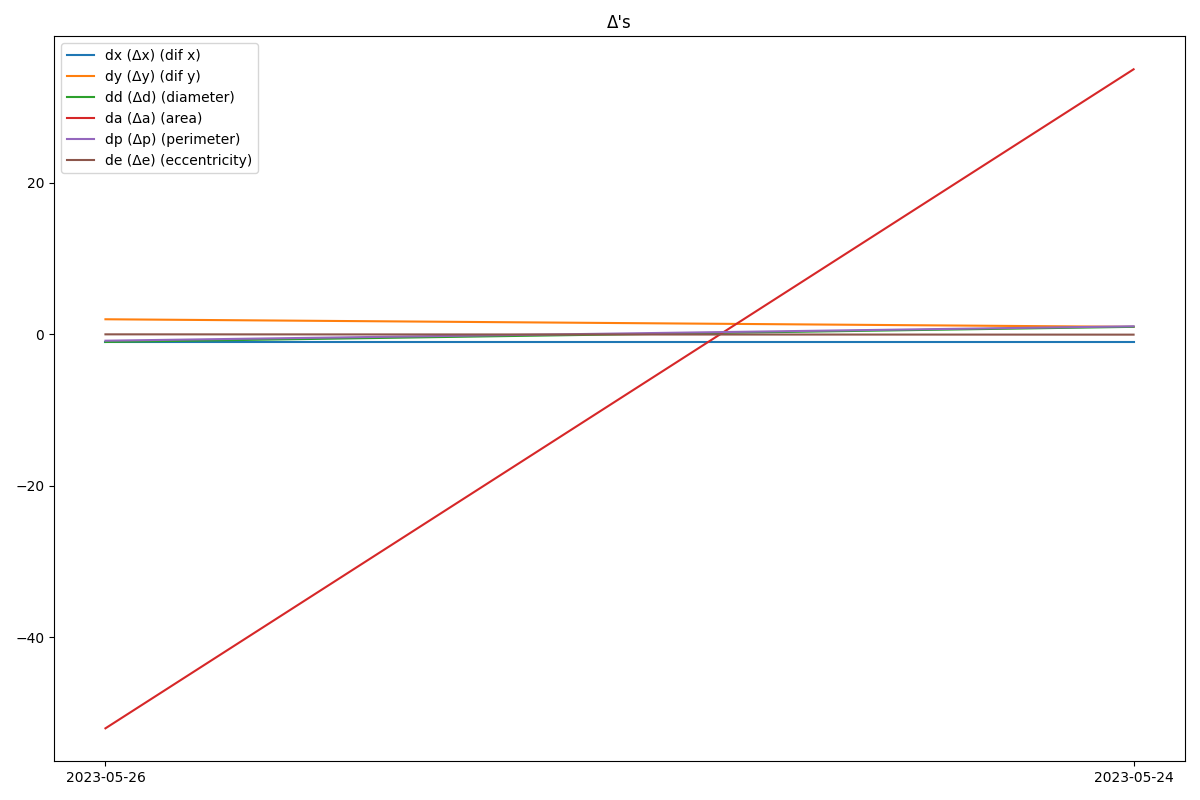 Δ's
dx (Δx) (dif x)
dy (Δy) (dif y)
dd (Δd) (diameter)
da (Δa) (area)
dp (Δp) (perimeter)
de (Δe) (eccentricity)
20
0
−20
−40
2023-05-26
2023-05-24